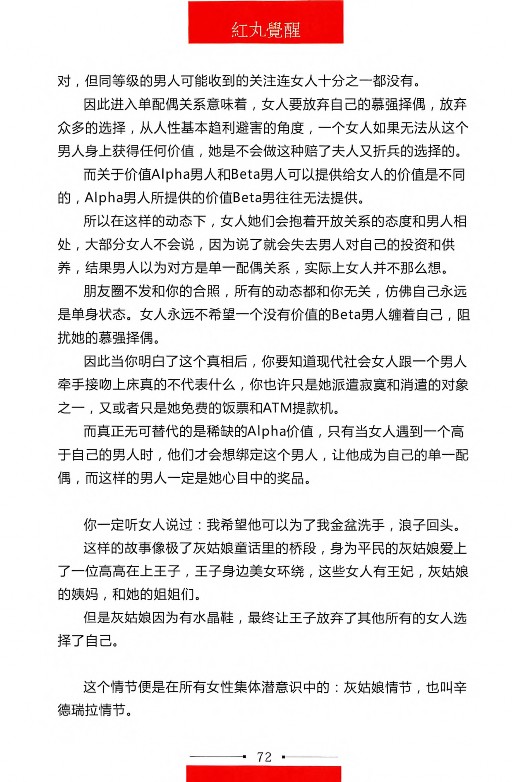 紅丸覺醒
对，但同等级的男人可能收到的关注连女人十分之一都没有。
因此进入单配偶关系意味着，女人要放弃自己的慕强择偶，放弃
众多的选择，从人性基本趋利避害的角度，一个女人如果无法从这个
男人身上获得任何价值，她是不会做这种赔了夫人又折兵的选择的。
而关于价值Alpha男人和Beta男人可以提供给女人的价值是不同
的，Alpha男人所提供的价值Beta男往往无法提供。
所以在这样的动态下，女人她们会抱着开放关系的态度和男人相
处，大部分女人不会说，因为说了就会失去男人对自己的投资和供
养，结果男人以为对方是单一配偶关系，实际上女人并不那么想。
朋友圈不发和你的合照，所有的动态都和你无关，仿佛自己永远
是单身状态。女人永远不希望一个没有价值的Beta男人缠着自己，阻
扰她的慕强择偶。
因此当你明白了这个真相后，你要知道现代社会女人跟一个男人
牵手接吻上床真的不代表什么，你也许只是她派遣寂寞和消遣的对象
之一，又或者只是她免费的饭票和ATM提款机。
而真正无可替代的是稀缺的Alpha价值，只有当女人遇到一个高
于自己的男人时，他们才会想绑定这个男人，让他成为自己的单一配
偶，而这样的男人一定是她心目中的奖品。
你一定听女人说过：我希望他可以为了我金盆洗手，浪子回头。
这样的故事像极了灰姑娘童话里的桥段，身为平民的灰姑娘爱上
了一位高高在上王子，王子身边美女环绕，这些女人有王妃，灰姑娘
的姨妈，和她的姐姐们。
但是灰姑娘因为有水晶鞋，最终让王子放弃了其他所有的女人选
择了自己。
这个情节便是在所有女性集体潜意识中的：灰姑娘情节，也叫辛
德瑞拉情节。
72